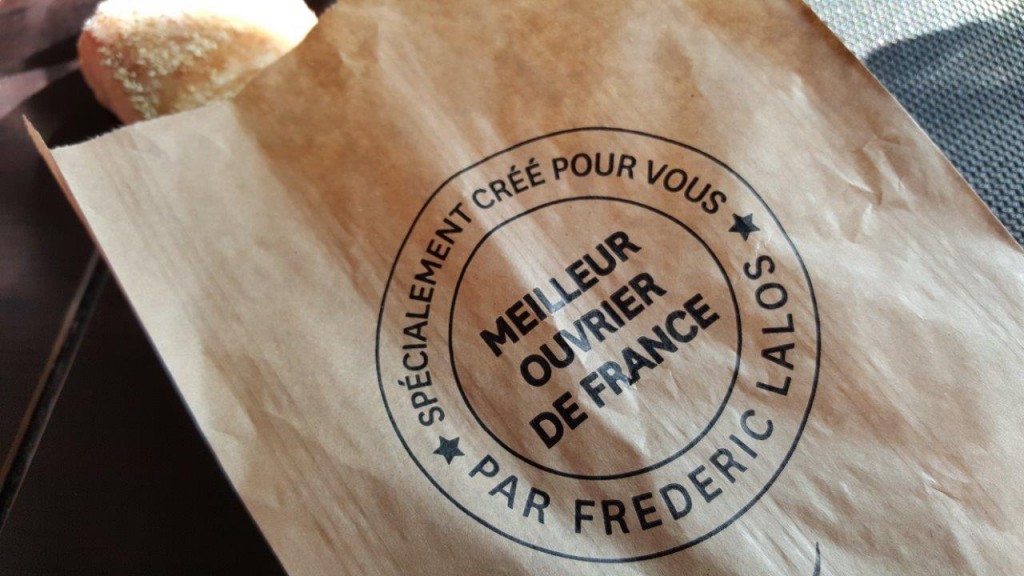 SPÉCIALEMENT CRÉÉ POUR VOUS
MEILLEUR
OUVRIER
DE FRANCE
PAR FREDERIC LALOS